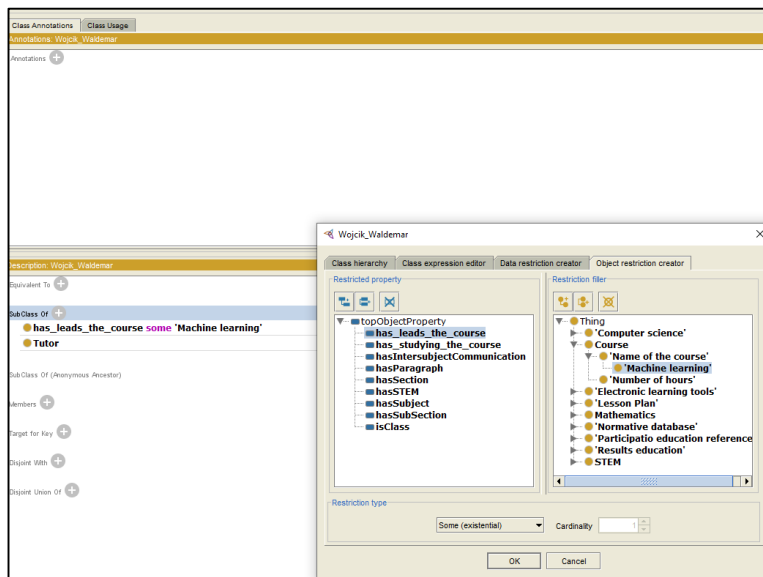 Class Annotations Class Usage
Annotations: Wojcik_Waldemar
Annotations
Description: Wojcik_Waldemar
Equivalent To
SubClass Of
has_leads_the_course some 'Machine learning'
Tutor
SubClass Of (Anonymous Ancestor)
Members
Target for Key
Disjoint With
Disjoint Union Of
Wojcik_Waldemar
Class hierarchy Class expression editor Data restriction creator Object restriction creator
Restricted property
topObjectProperty
has_leads_the_course
has_studying_the_course
hasIntersubjectCommunication
hasParagraph
hasSection
hasSTEM
hasSubject
hasSubSection
isClass
Restriction filler
Thing
'Computer science'
Course
'Name of the course'
'Machine learning'
'Number of hours'
'Electronic learning tools'
'Lesson Plan'
Mathematics
'Normative database'
'Participatio education reference
'Results education'
STEM
Restriction type
Some (existential) Cardinality 1
OK Cancel